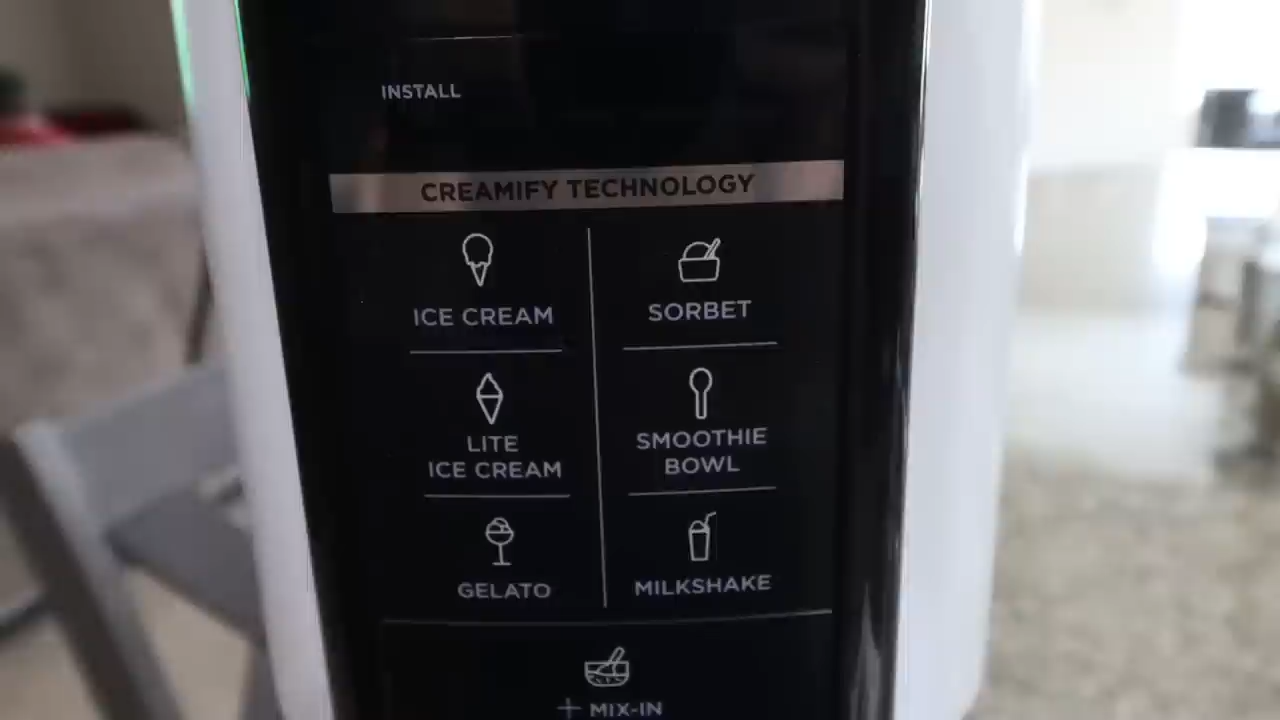 INSTALL
CREAMIFY TECHNOLOGY
ICE CREAM
SORBET
LITE
ICE CREAM
SMOOTHIE
BOWL
GELATO
MILKSHAKE
+ MIX-IN